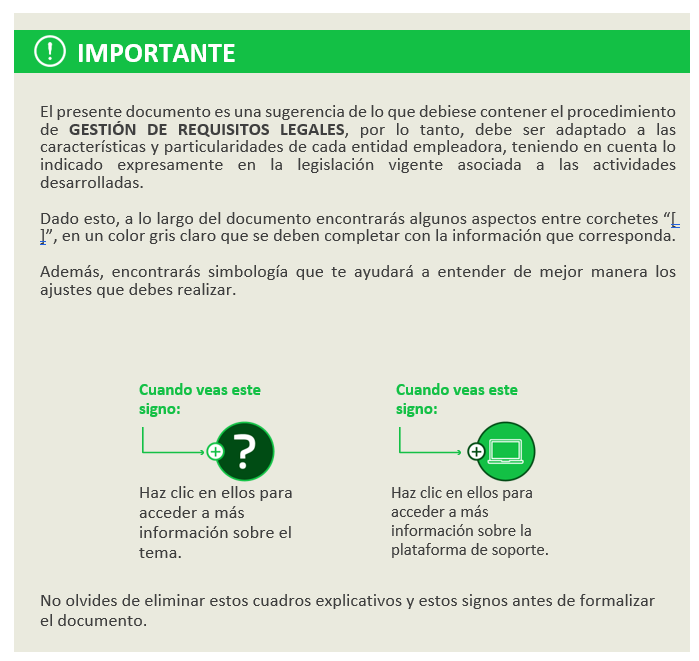 ! IMPORTANTE
El presente documento es una sugerencia de lo que debiese contener el procedimiento
de GESTIÓN DE REQUISITOS LEGALES, por lo tanto, debe ser adaptado a las
características y particularidades de cada entidad empleadora, teniendo en cuenta lo
indicado expresamente en la legislación vigente asociada a las actividades
desarrolladas.
Dado esto, a lo largo del documento encontrarás algunos aspectos entre corchetes “[
]”, en un color gris claro que se deben completar con la información que corresponda.
Además, encontrarás simbología que te ayudará a entender de mejor manera los
ajustes que debes realizar.
Cuando veas este
signo:
+ ?
Haz clic en ellos para
acceder a más
información sobre el
tema.
Cuando veas este
signo:
+
Haz clic en ellos para
acceder a más
información sobre la
plataforma de soporte.
No olvides de eliminar estos cuadros explicativos y estos signos antes de formalizar
el documento.